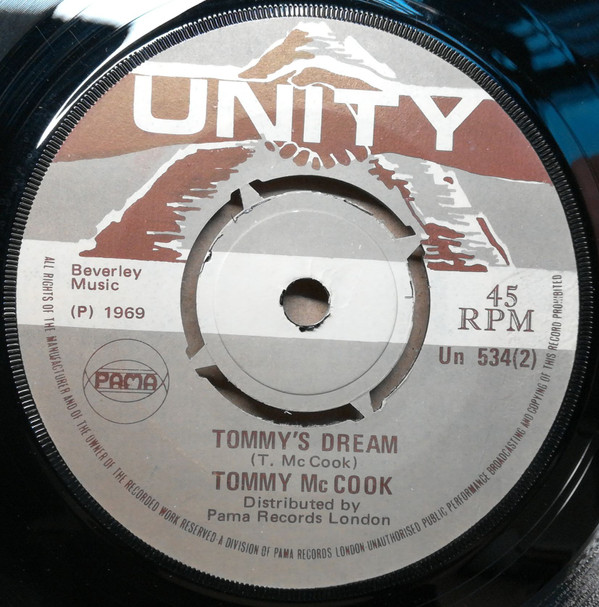 UNITY
Beverley
Music
(P) 1969
PAMA
45
RPM
Un 534(2)
TOMMY'S DREAM
(T. McCook)
TOMMY Mc COOK
Distributed by
Pama Records London
ALL RIGHTS OF THE MANUFACTURER AND OF THE OWNER OF THE RECORDED WORK RESERVED A DIVISION OF PAMA RECORDS LONDON·UNAUTHORISED PUBLIC PERFORMANCE BROADCASTING AND COPYING OF THIS RECORD PROHIBITED